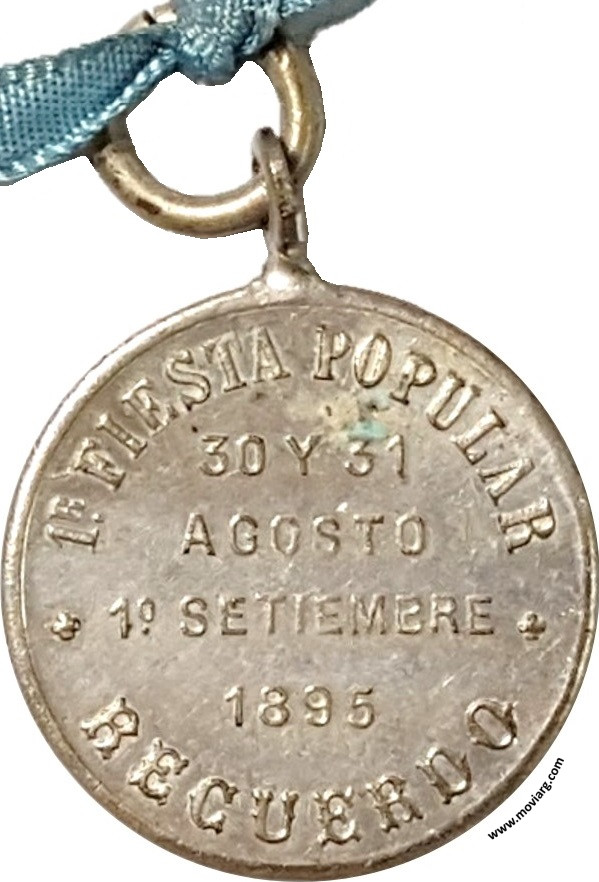 1ª FIESTA POPULAR
30 Y 31
AGOSTO
1º SETIEMBRE
1895
RECUERDO
www.moviarg.com